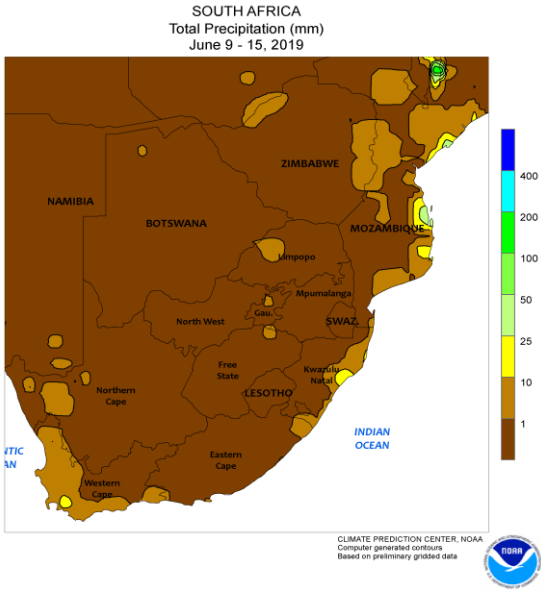 SOUTH AFRICA
Total Precipitation (mm)
June 9 - 15, 2019
ZIMBABWE
NAMIBIA
BOTSWANA
MOZAMBIQUE
Limpopo
Mpumalanga
Gau.
North West
SWAZ.
Free
State
Kwazulu
Natal
LESOTHO
Northern
Cape
INDIAN
OCEAN
NTIC
AN
Eastern
Cape
Western
Cape
400
200
100
50
25
10
1
CLIMATE PREDICTION CENTER, NOAA
Computer generated contours
Based on preliminary gridded data
NOAA